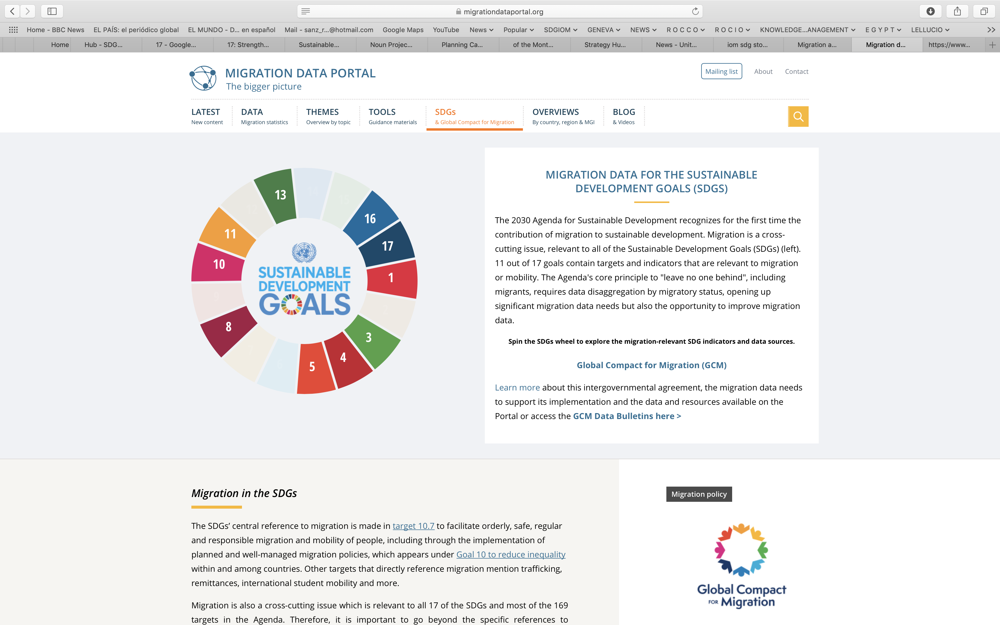 migrationdataportal.org
Home - BBC News EL PAÍS: el periódico global EL MUNDO - D... en español Mail - sanz_r...@hotmail.com Google Maps YouTube News Popular SDGIOM GENEVA NEWS R O C C O R O C I O KNOWLEDGE...ANAGEMENT E G Y P T LELLUCIO
Home Hub - SDG... 17 - Google... 17: Strength... Sustainable... Noun Projec... Planning Ca... of the Mont... Strategy Hu... News - Unit... iom sdg sto... Migration a... Migration d... https://www...
MIGRATION DATA PORTAL
The bigger picture
Mailing list About Contact
LATEST
New content
DATA
Migration statistics
THEMES
Overview by topic
TOOLS
Guidance materials
SDGs
& Global Compact for Migration
OVERVIEWS
By country, region & MGI
BLOG
& Videos
13
14
15
16
17
1
2
3
4
5
6
7
8
9
10
11
12
SUSTAINABLE
DEVELOPMENT
GOALS
MIGRATION DATA FOR THE SUSTAINABLE
DEVELOPMENT GOALS (SDGS)
The 2030 Agenda for Sustainable Development recognizes for the first time the
contribution of migration to sustainable development. Migration is a cross-
cutting issue, relevant to all of the Sustainable Development Goals (SDGs) (left).
11 out of 17 goals contain targets and indicators that are relevant to migration
or mobility. The Agenda's core principle to "leave no one behind", including
migrants, requires data disaggregation by migratory status, opening up
significant migration data needs but also the opportunity to improve migration
data.
Spin the SDGs wheel to explore the migration-relevant SDG indicators and data sources.
Global Compact for Migration (GCM)
Learn more about this intergovernmental agreement, the migration data needs
to support its implementation and the data and resources available on the
Portal or access the GCM Data Bulletins here >
Migration in the SDGs
The SDGs’ central reference to migration is made in target 10.7 to facilitate orderly, safe, regular
and responsible migration and mobility of people, including through the implementation of
planned and well-managed migration policies, which appears under Goal 10 to reduce inequality
within and among countries. Other targets that directly reference migration mention trafficking,
remittances, international student mobility and more.
Migration is also a cross-cutting issue which is relevant to all 17 of the SDGs and most of the 169
targets in the Agenda. Therefore, it is important to go beyond the specific references to
Migration policy
Global Compact
FOR Migration